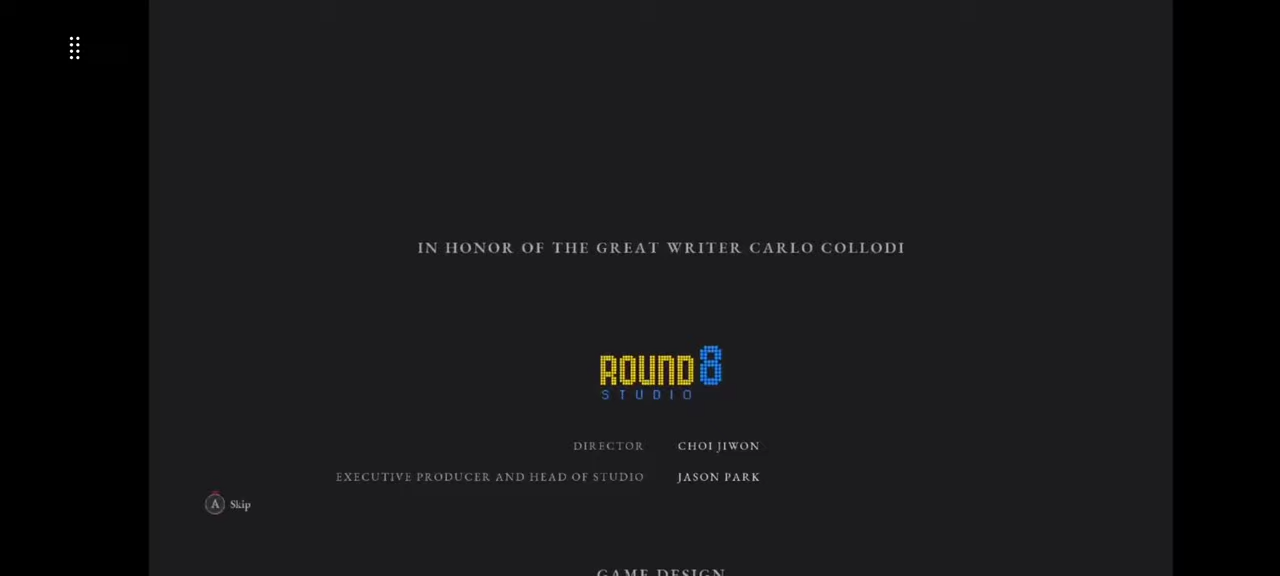 IN HONOR OF THE GREAT WRITER CARLO COLLODI
ROUND8
STUDIO
DIRECTOR CHOI JIWON
EXECUTIVE PRODUCER AND HEAD OF STUDIO JASON PARK
A Skip
GAME DESIGN